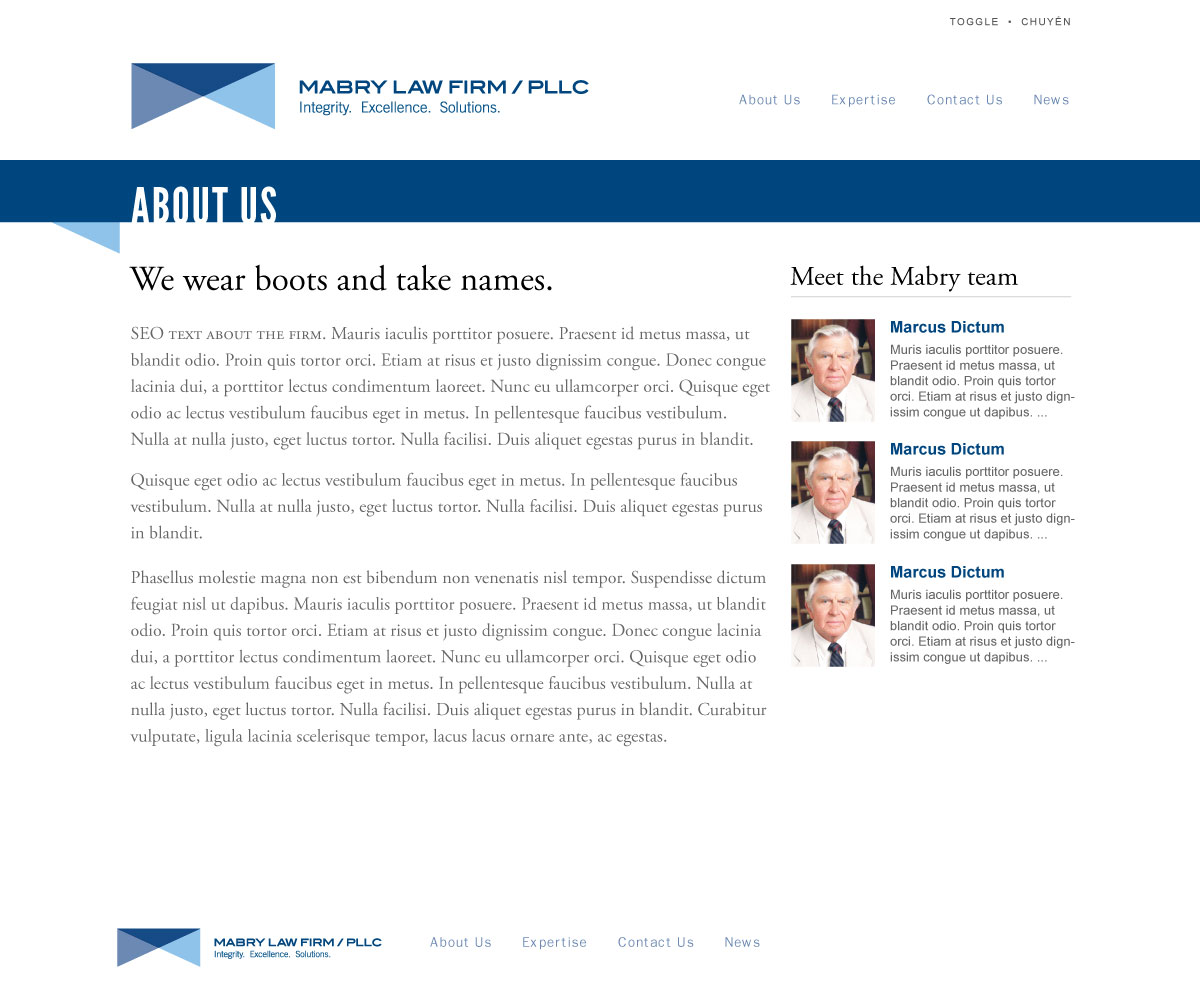 TOGGLE • CHUYÊN
MABRY LAW FIRM / PLLC
Integrity. Excellence. Solutions.
About Us Expertise Contact Us News
ABOUT US
We wear boots and take names.
SEO TEXT ABOUT THE FIRM. Mauris iaculis porttitor posuere. Praesent id metus massa, ut
blandit odio. Proin quis tortor orci. Etiam at risus et justo dignissim congue. Donec congue
lacinia dui, a porttitor lectus condimentum laoreet. Nunc eu ullamcorper orci. Quisque eget
odio ac lectus vestibulum faucibus eget in metus. In pellentesque faucibus vestibulum.
Nulla at nulla justo, eget luctus tortor. Nulla facilisi. Duis aliquet egestas purus in blandit.
Quisque eget odio ac lectus vestibulum faucibus eget in metus. In pellentesque faucibus
vestibulum. Nulla at nulla justo, eget luctus tortor. Nulla facilisi. Duis aliquet egestas purus
in blandit.
Phasellus molestie magna non est bibendum non venenatis nisl tempor. Suspendisse dictum
feugiat nisl ut dapibus. Mauris iaculis porttitor posuere. Praesent id metus massa, ut blandit
odio. Proin quis tortor orci. Etiam at risus et justo dignissim congue. Donec congue lacinia
dui, a porttitor lectus condimentum laoreet. Nunc eu ullamcorper orci. Quisque eget odio
ac lectus vestibulum faucibus eget in metus. In pellentesque faucibus vestibulum. Nulla at
nulla justo, eget luctus tortor. Nulla facilisi. Duis aliquet egestas purus in blandit. Curabitur
vulputate, ligula lacinia scelerisque tempor, lacus lacus ornare ante, ac egestas.
Meet the Mabry team
Marcus Dictum
Muris iaculis porttitor posuere.
Praesent id metus massa, ut
blandit odio. Proin quis tortor
orci. Etiam at risus et justo dign-
issim congue ut dapibus. ...
Marcus Dictum
Muris iaculis porttitor posuere.
Praesent id metus massa, ut
blandit odio. Proin quis tortor
orci. Etiam at risus et justo dign-
issim congue ut dapibus. ...
Marcus Dictum
Muris iaculis porttitor posuere.
Praesent id metus massa, ut
blandit odio. Proin quis tortor
orci. Etiam at risus et justo dign-
issim congue ut dapibus. ...
MABRY LAW FIRM / PLLC
Integrity. Excellence. Solutions.
About Us Expertise Contact Us News